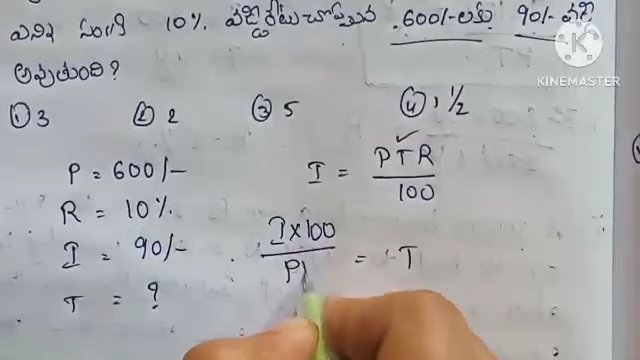 ఎన్ని సం॥కి 10% వడ్డీ రేటు చొప్పున 600/- లకు 90/- వడ్డీ
అవుతుంది?
① 3 ② 2 ③ 5 ④ 1 1/2
P = 600/- I = PTR/100
R = 10%
I = 90/- I×100/P = T
T = ?
KINEMASTER